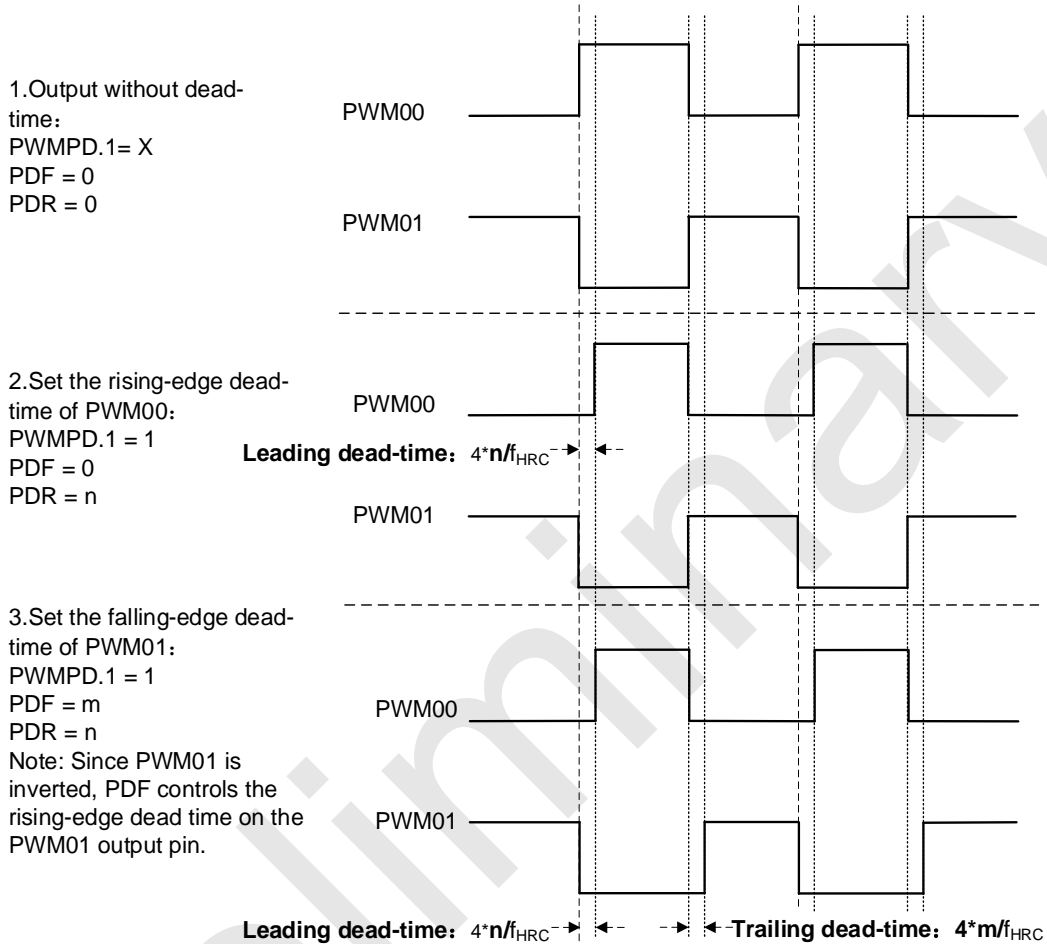 1.Output without dead-
time：
PWMPD.1= X
PDF = 0
PDR = 0
PWM00
PWM01
2.Set the rising-edge dead-
time of PWM00：
PWMPD.1 = 1
PDF = 0
PDR = n
PWM00
Leading dead-time：4*n/fHRC
PWM01
3.Set the falling-edge dead-
time of PWM01：
PWMPD.1 = 1
PDF = m
PDR = n
Note: Since PWM01 is
inverted, PDF controls the
rising-edge dead time on the
PWM01 output pin.
PWM00
PWM01
Leading dead-time：4*n/fHRC
Trailing dead-time：4*m/fHRC
liminary